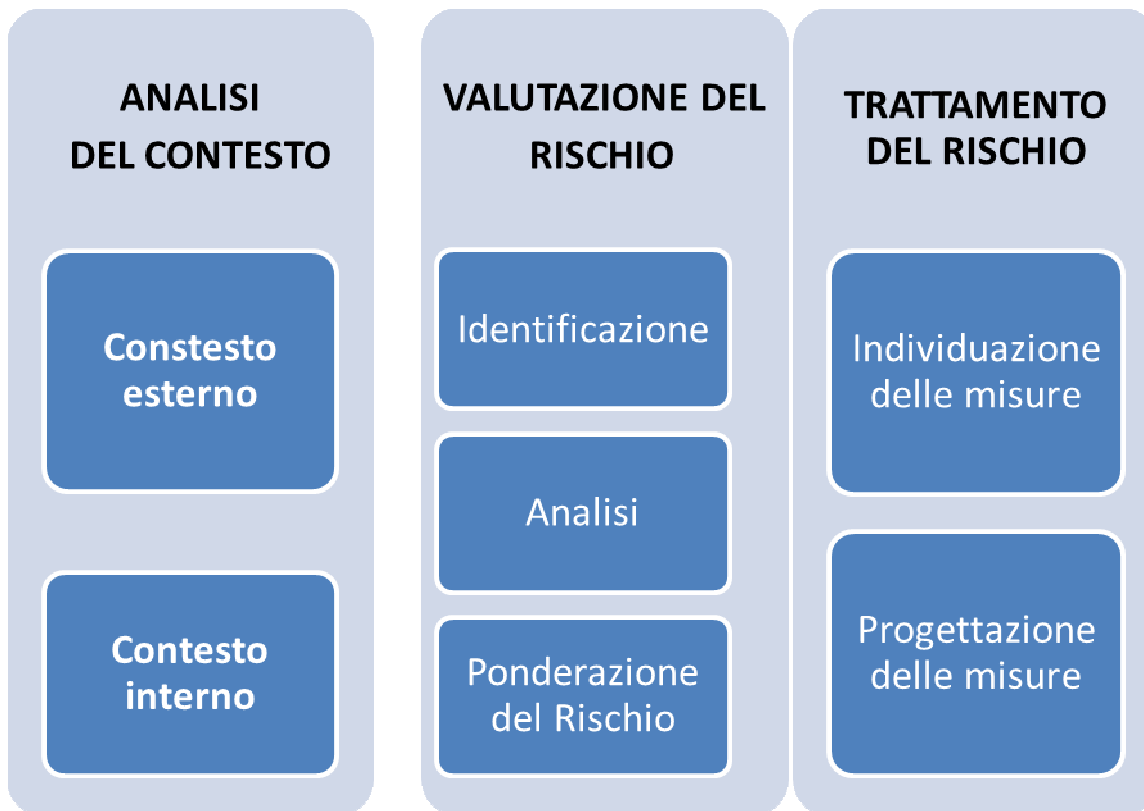 ANALISI
DEL CONTESTO
Constesto
esterno
Contesto
interno
VALUTAZIONE DEL
RISCHIO
Identificazione
Analisi
Ponderazione
del Rischio
TRATTAMENTO
DEL RISCHIO
Individuazione
delle misure
Progettazione
delle misure